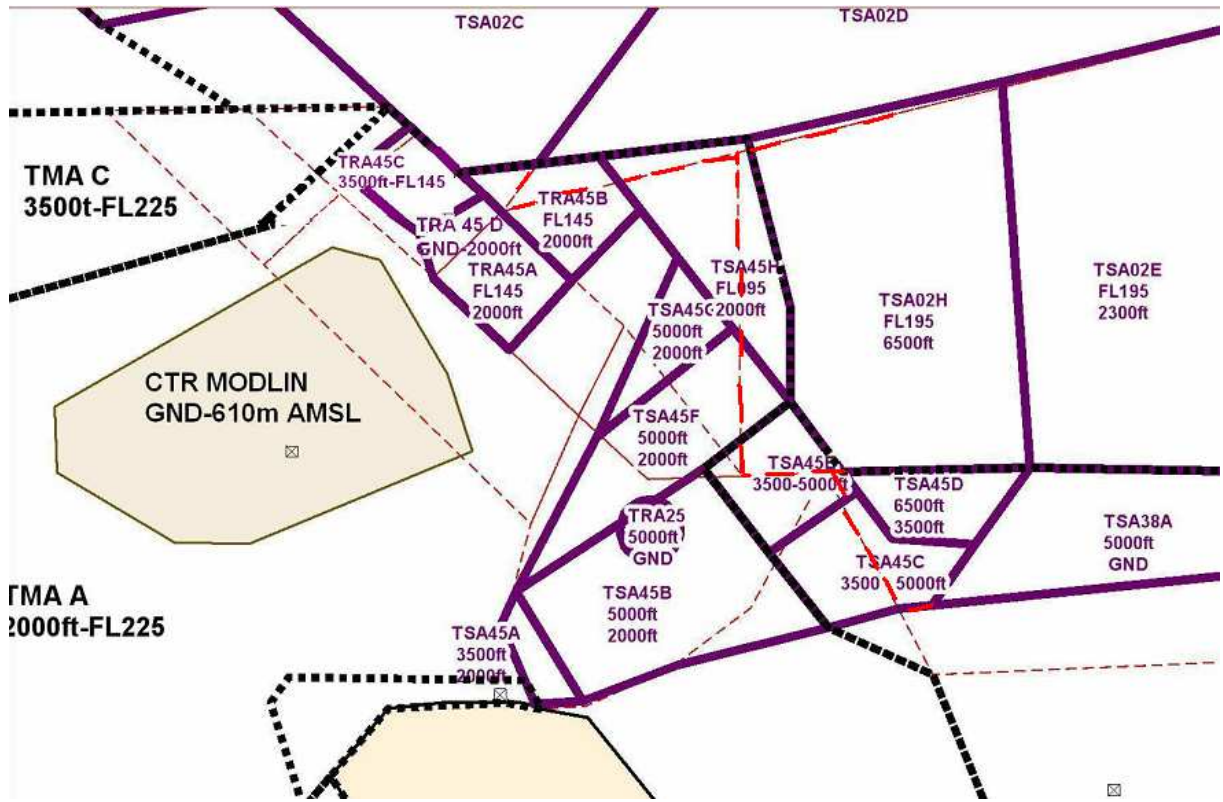 TSA02C
TSA02D
TRA45C
3500ft-FL145
TMA C
3500t-FL225
TRA45B
FL145
2000ft
TRA 45 D
GND-2000ft
TRA45A
FL145
2000ft
TSA45H
FL095
2000ft
TSA02E
FL195
2300ft
TSA02H
FL195
6500ft
TSA45G
5000ft
2000ft
CTR MODLIN
GND-610m AMSL
TSA45F
5000ft
2000ft
TSA45E
3500-5000ft
TSA45D
6500ft
3500ft
TRA25
5000ft
GND
TSA38A
5000ft
GND
TSA45C
3500 5000ft
TMA A
2000ft-FL225
TSA45B
5000ft
2000ft
TSA45A
3500ft
2000ft